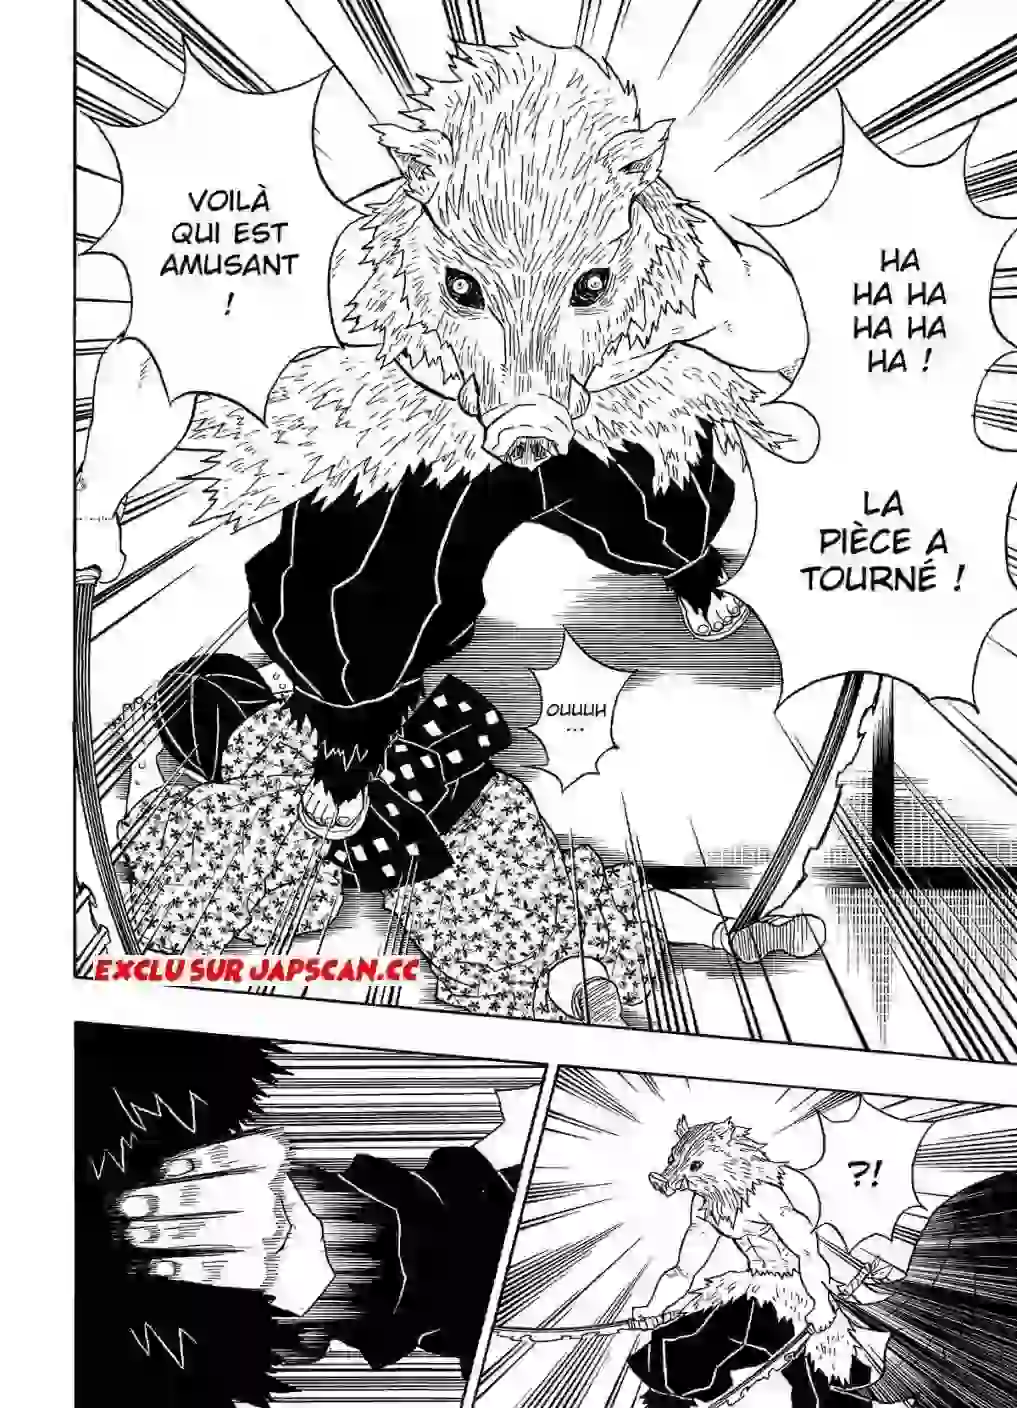 HA
HA HA
HA HA
HA !
LA
PIÈCE A
TOURNÉ !
VOILÀ
QUI EST
AMUSANT
!
OUUUH
...
EXCLU SUR JAPSCAN.CC
?!